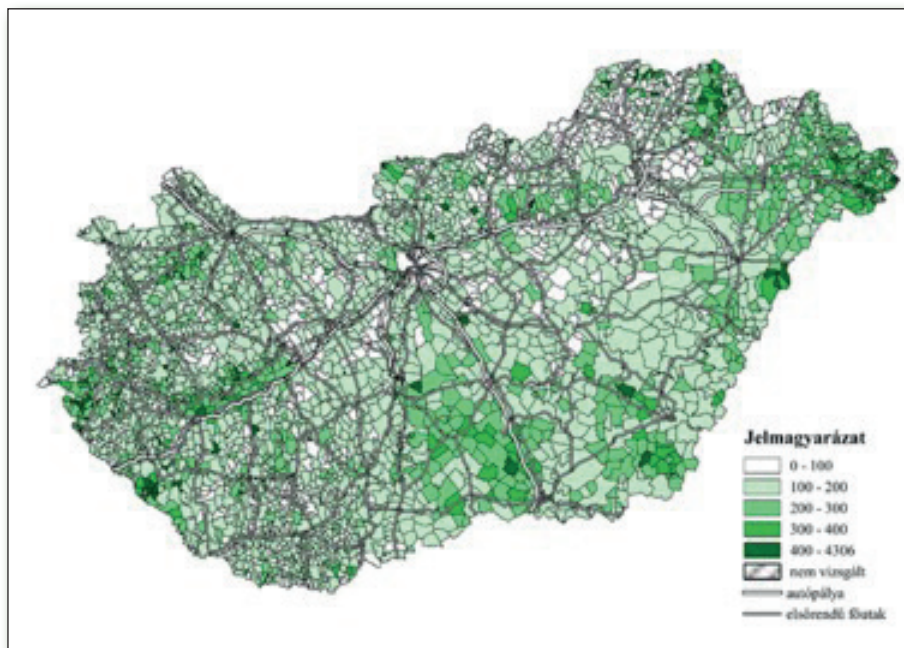 Jelmagyarázat
0 - 100
100 - 200
200 - 300
300 - 400
400 - 4306
nem vizsgált
autópálya
elsőrendű főutak